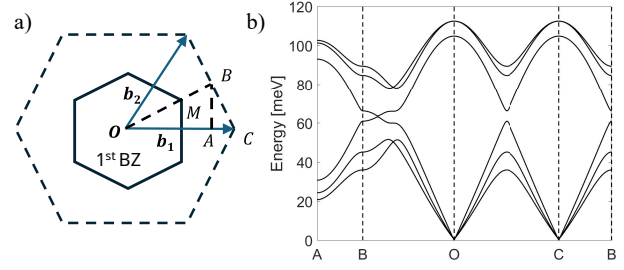 a)
b₂
B
M
O
A
C
b₁
1st BZ
b)
Energy [meV]
120
100
80
60
40
20
0
A B O C B